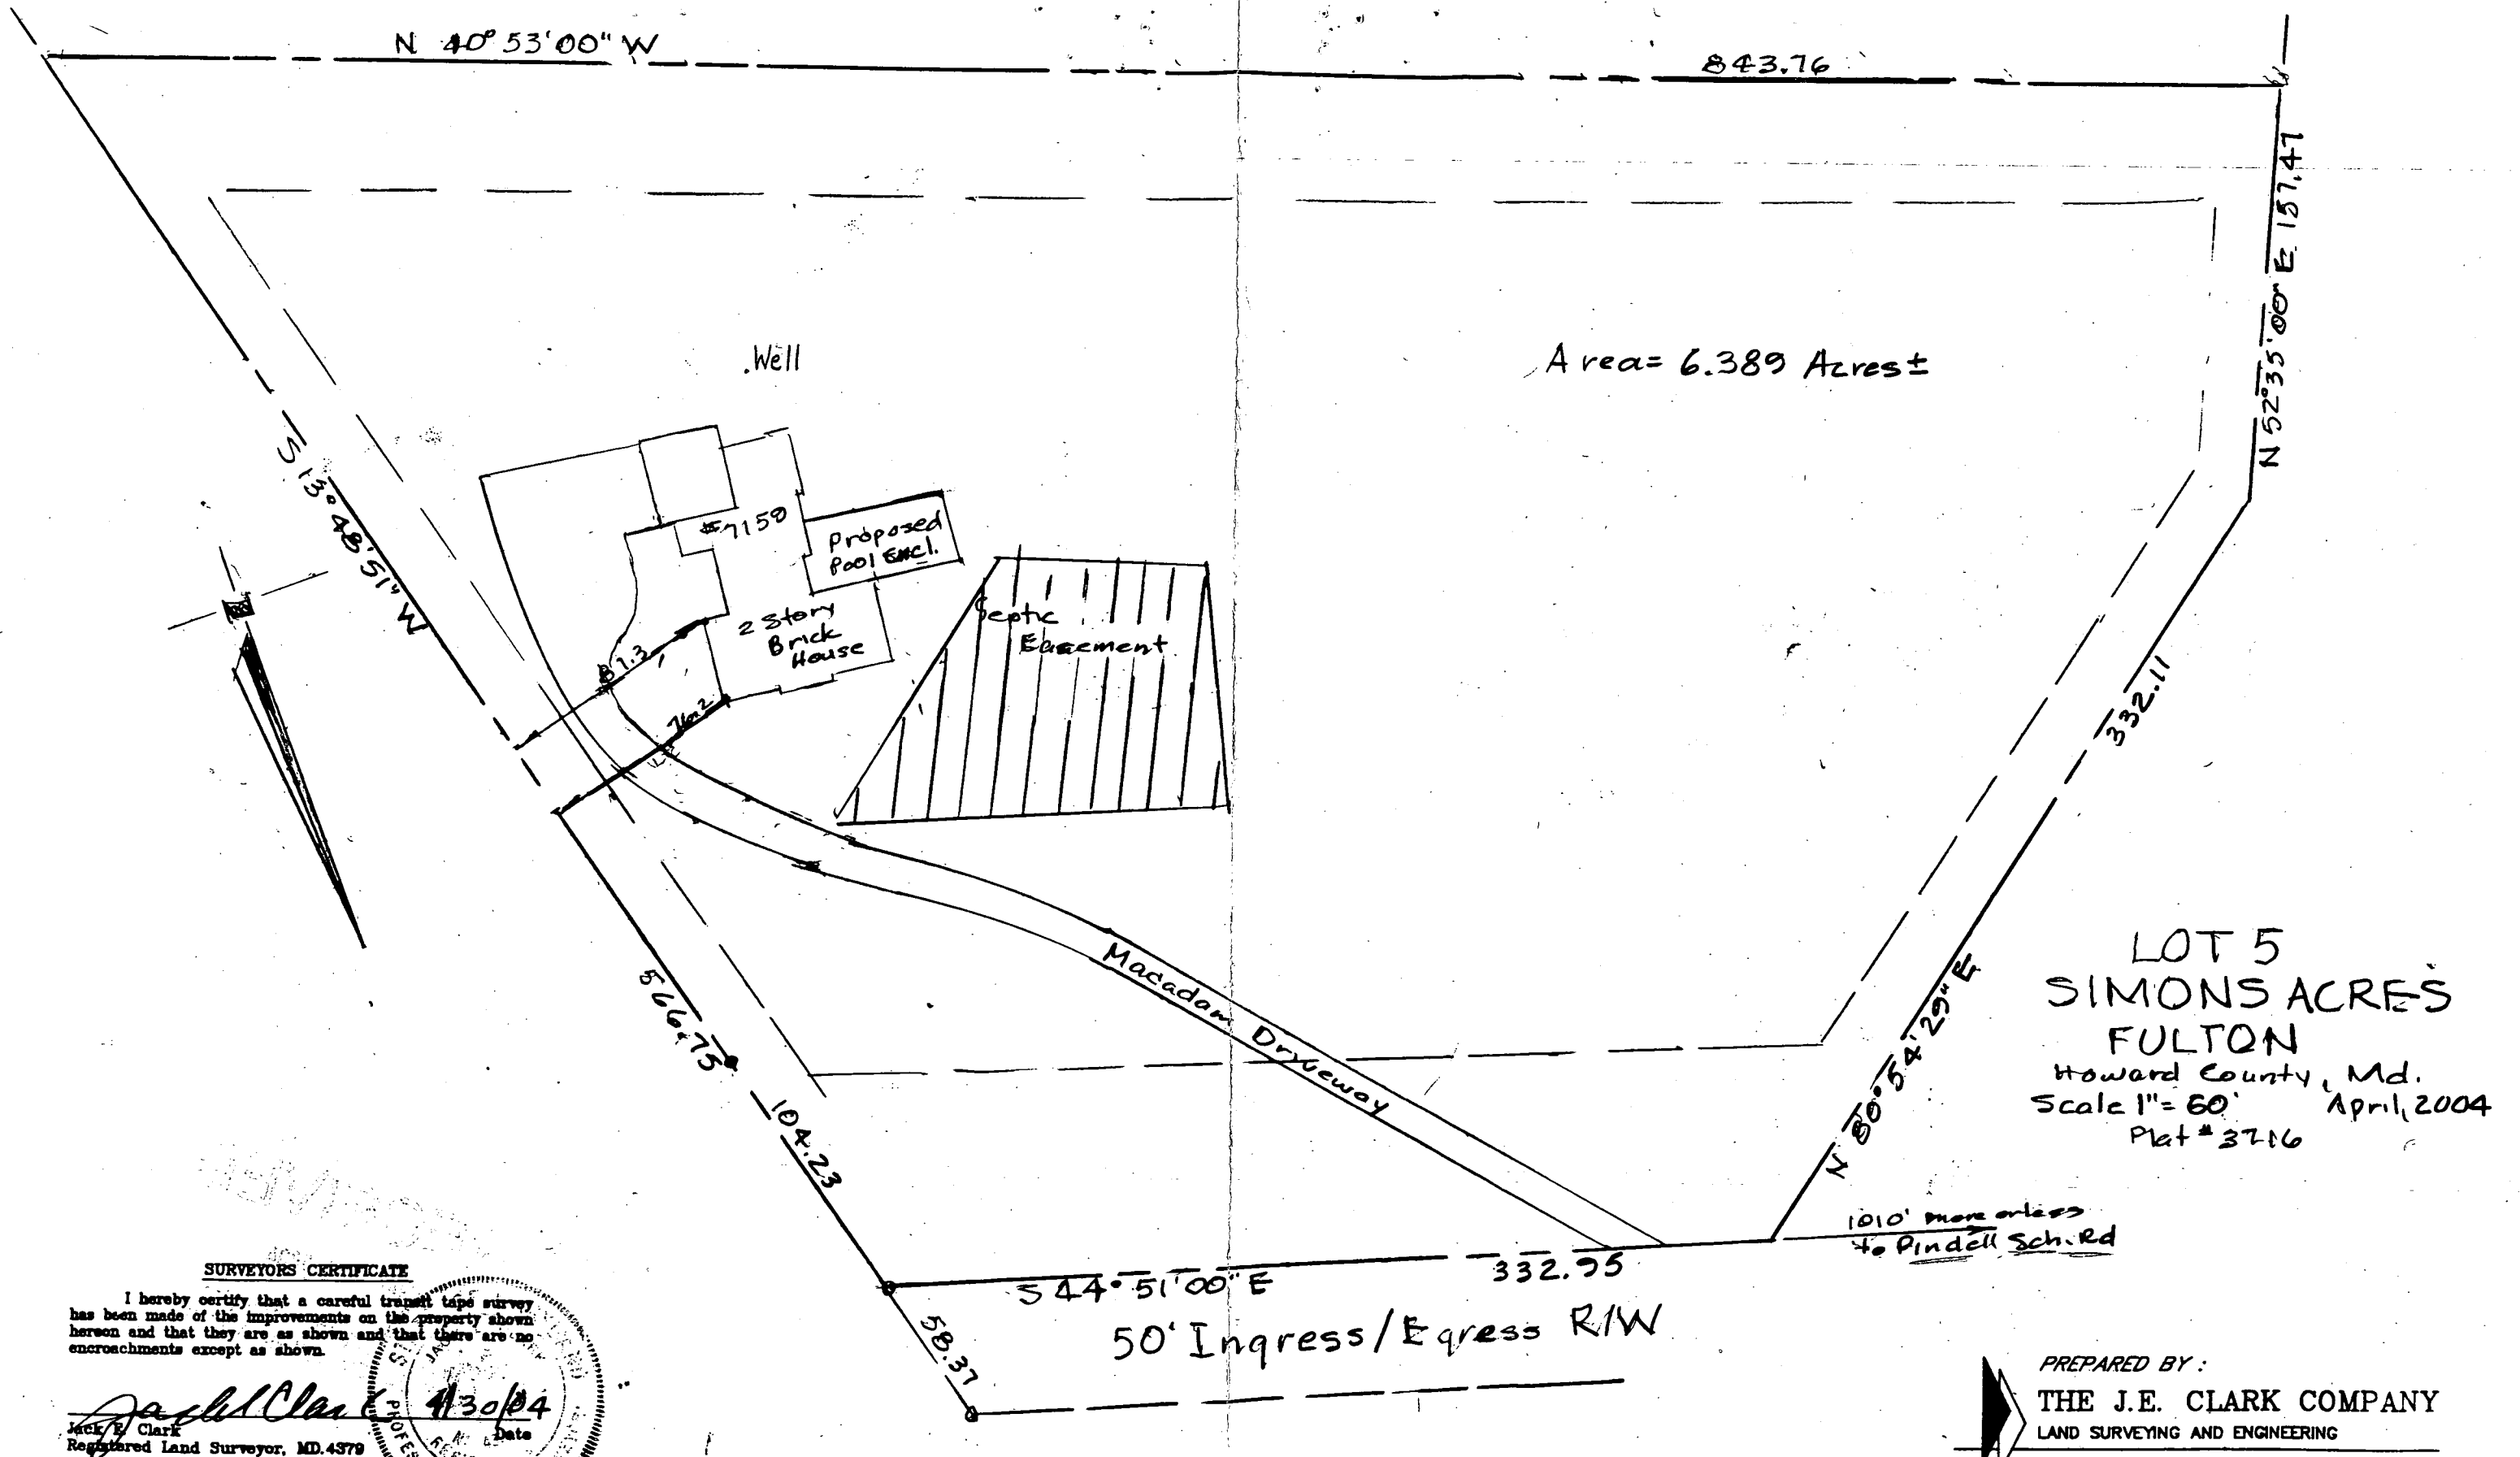 N 40° 53' 00" W
843.76
N 52° 35' 00" E 157.47
.Well
Area= 6.389 Acres±
S 13° 48' 51" W
#7150
Proposed
Pool Encl.
2 Story
Brick
House
Septic
Easement
87.3
76.2
332.11
566.75
104.23
Macadam Driveway
N 80° 54' 29" E
LOT 5
SIMONS ACRES
FULTON
Howard County, Md.
Scale 1"= 60' April, 2004
Plat # 3716
1010' more or less
to Pindell Sch. Rd
S 44° 51' 00" E
332.95
58.37
50' Ingress/Egress R/W
SURVEYORS CERTIFICATE
I hereby certify that a careful transit tape survey
has been made of the improvements on the property shown
hereon and that they are as shown and that there are no
encroachments except as shown.
Jack E Clark 4/30/04
Jack E. Clark Date
Registered Land Surveyor, MD.4379
PREPARED BY :
THE J.E. CLARK COMPANY
LAND SURVEYING AND ENGINEERING